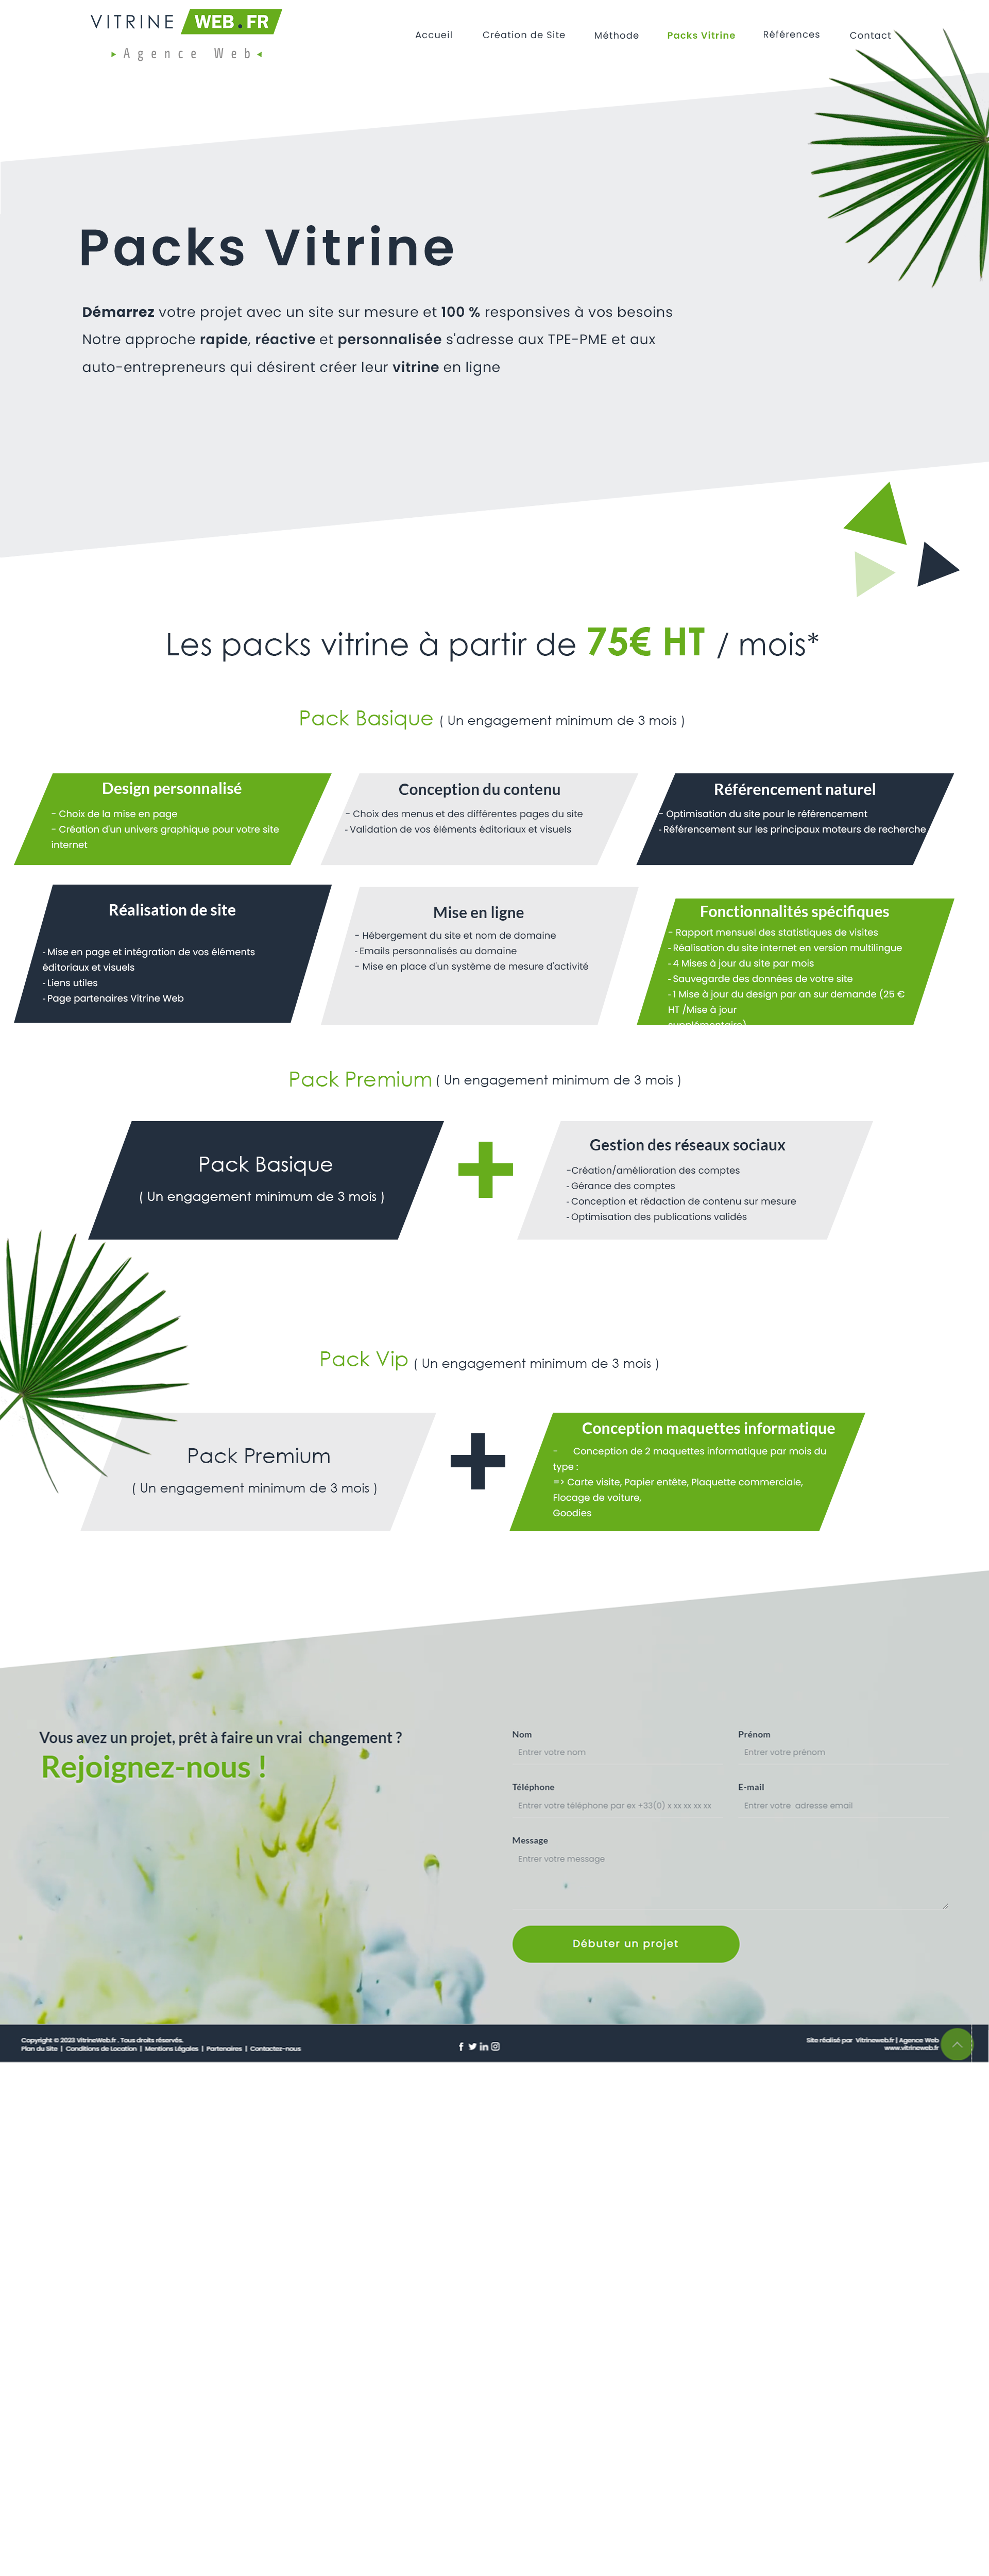 VITRINE WEB.FR
Agence Web
Accueil
Création de Site
Méthode
Packs Vitrine
Références
Contact
Packs Vitrine
Démarrez votre projet avec un site sur mesure et 100 % responsives à vos besoins
Notre approche rapide, réactive et personnalisée s'adresse aux TPE-PME et aux
auto-entrepreneurs qui désirent créer leur vitrine en ligne
Les packs vitrine à partir de 75€ HT / mois*
Pack Basique ( Un engagement minimum de 3 mois )
Design personnalisé
- Choix de la mise en page
- Création d'un univers graphique pour votre site
internet
Conception du contenu
- Choix des menus et des différentes pages du site
- Validation de vos éléments éditoriaux et visuels
Référencement naturel
- Optimisation du site pour le référencement
- Référencement sur les principaux moteurs de recherche
Réalisation de site
- Mise en page et intégration de vos éléments
éditoriaux et visuels
- Liens utiles
- Page partenaires Vitrine Web
Mise en ligne
- Hébergement du site et nom de domaine
- Emails personnalisés au domaine
- Mise en place d'un système de mesure d'activité
Fonctionnalités spécifiques
- Rapport mensuel des statistiques de visites
- Réalisation du site internet en version multilingue
- 4 Mises à jour du site par mois
- Sauvegarde des données de votre site
- 1 Mise à jour du design par an sur demande (25 €
HT /Mise à jour
supplémentaire)
Pack Premium ( Un engagement minimum de 3 mois )
Pack Basique
( Un engagement minimum de 3 mois )
Gestion des réseaux sociaux
-Création/amélioration des comptes
- Gérance des comptes
- Conception et rédaction de contenu sur mesure
- Optimisation des publications validés
Pack Vip ( Un engagement minimum de 3 mois )
Pack Premium
( Un engagement minimum de 3 mois )
Conception maquettes informatique
- Conception de 2 maquettes informatique par mois du
type :
=> Carte visite, Papier entête, Plaquette commerciale,
Flocage de voiture,
Goodies
Vous avez un projet, prêt à faire un vrai changement ?
Rejoignez-nous !
Nom
Entrer votre nom
Prénom
Entrer votre prénom
Téléphone
Entrer votre téléphone par ex +33(0) x xx xx xx xx
E-mail
Entrer votre adresse email
Message
Entrer votre message
Débuter un projet
Copyright © 2023 VitrineWeb.fr . Tous droits réservés.
Plan du Site | Conditions de Location | Mentions Légales | Partenaires | Contactez-nous
Site réalisé par Vitrineweb.fr | Agence Web
www.vitrineweb.fr